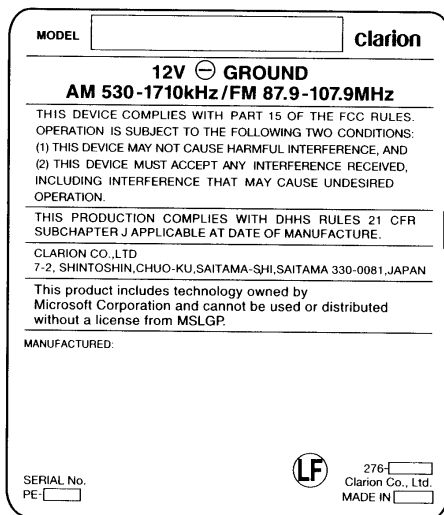 MODEL
clarion
12V ⊖ GROUND
AM 530-1710kHz/FM 87.9-107.9MHz
THIS DEVICE COMPLIES WITH PART 15 OF THE FCC RULES.
OPERATION IS SUBJECT TO THE FOLLOWING TWO CONDITIONS:
(1) THIS DEVICE MAY NOT CAUSE HARMFUL INTERFERENCE, AND
(2) THIS DEVICE MUST ACCEPT ANY INTERFERENCE RECEIVED,
INCLUDING INTERFERENCE THAT MAY CAUSE UNDESIRED
OPERATION.
THIS PRODUCTION COMPLIES WITH DHHS RULES 21 CFR
SUBCHAPTER J APPLICABLE AT DATE OF MANUFACTURE.
CLARION CO.,LTD
7-2, SHINTOSHIN,CHUO-KU,SAITAMA-SHI,SAITAMA 330-0081,JAPAN
This product includes technology owned by
Microsoft Corporation and cannot be used or distributed
without a license from MSLGP.
MANUFACTURED:
SERIAL No.
PE-
LF
276-
Clarion Co., Ltd.
MADE IN